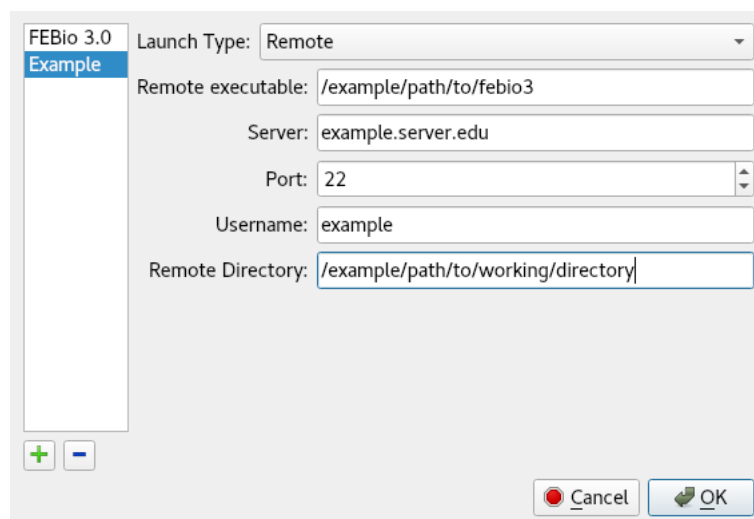 FEBio 3.0
Example
Launch Type: Remote
Remote executable: /example/path/to/febio3
Server: example.server.edu
Port: 22
Username: example
Remote Directory: /example/path/to/working/directory
Cancel
OK